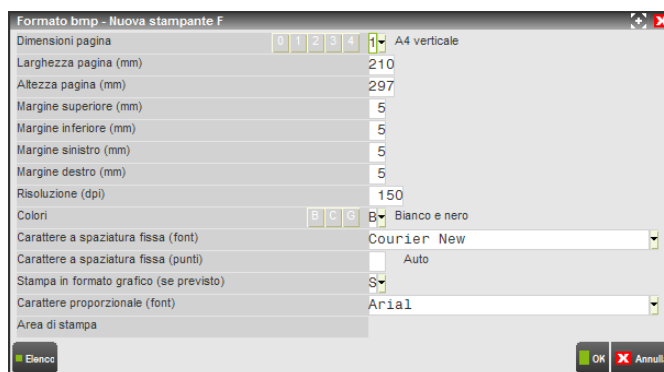 Formato bmp - Nuova stampante F
Dimensioni pagina 0 1 2 3 4 1 A4 verticale
Larghezza pagina (mm) 210
Altezza pagina (mm) 297
Margine superiore (mm) 5
Margine inferiore (mm) 5
Margine sinistro (mm) 5
Margine destro (mm) 5
Risoluzione (dpi) 150
Colori B C G B Bianco e nero
Carattere a spaziatura fissa (font) Courier New
Carattere a spaziatura fissa (punti) Auto
Stampa in formato grafico (se previsto) S
Carattere proporzionale (font) Arial
Area di stampa
Elenco OK Annulla